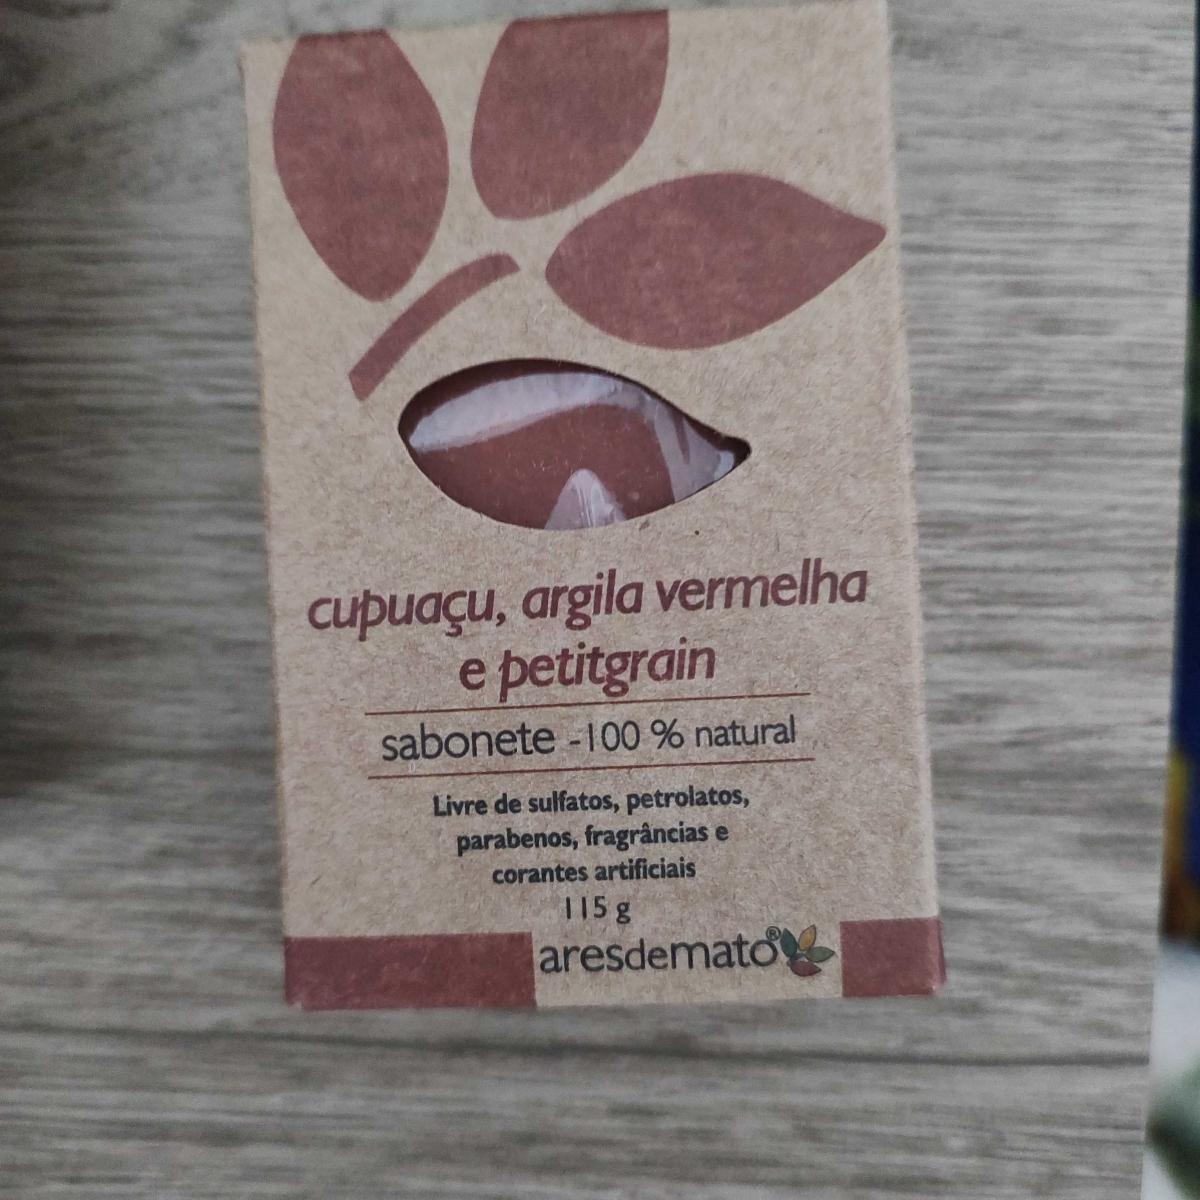 cupuaçu, argila vermelha
e petitgrain
sabonete -100 % natural
Livre de sulfatos, petrolatos,
parabenos, fragrâncias e
corantes artificiais
115 g
aresdemato®